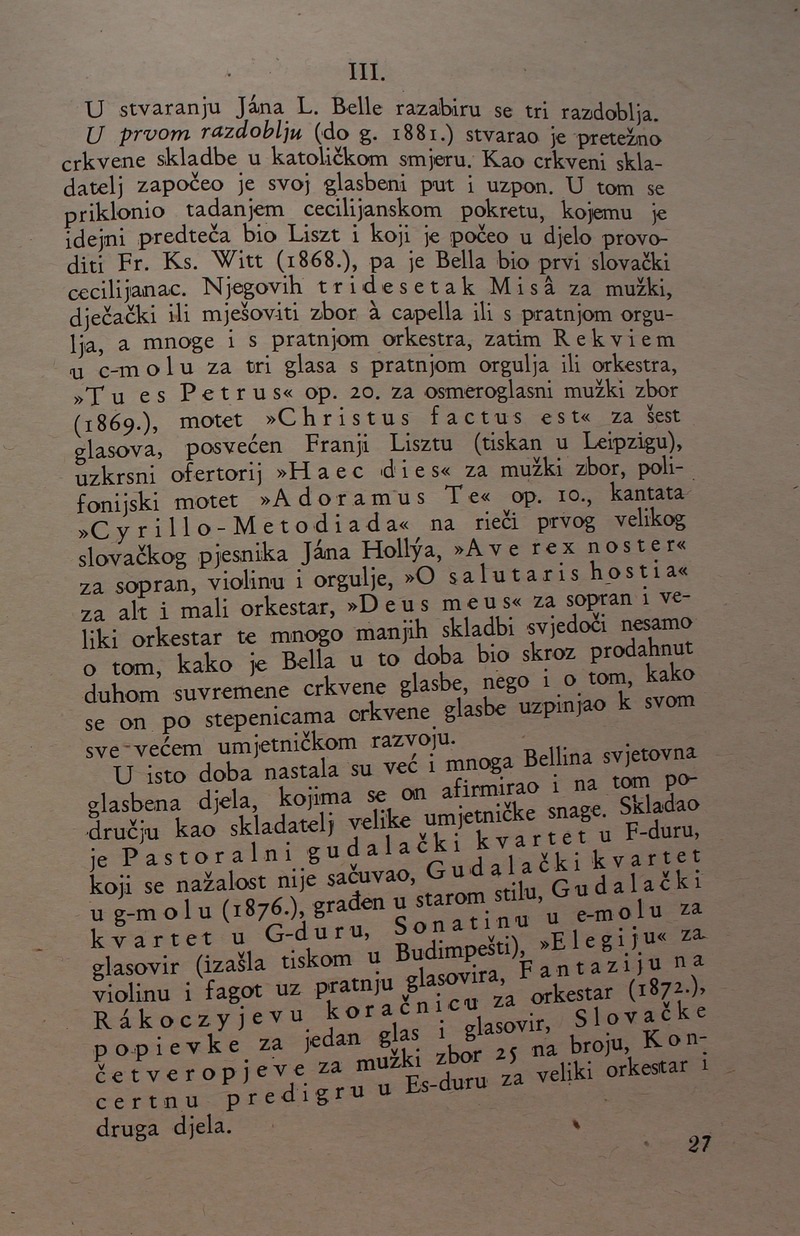 III.
U stvaranju Jána L. Belle razabiru se tri razdoblja.
U prvom razdoblju (do g. 1881.) stvarao je pretežno
crkvene skladbe u katoličkom smjeru. Kao crkveni skla-
datelj započeo je svoj glasbeni put i uzpon. U tom se
priklonio tadanjem cecilijanskom pokretu, kojemu je
idejni predteča bio Liszt i koji je počeo u djelo provo-
diti Fr. Ks. Witt (1868.), pa je Bella bio prvi slovački
cecilijanac. Njegovih tridesetak Misâ za mužki,
dječački ili mješoviti zbor à capella ili s pratnjom orgu-
lja, a mnoge i s pratnjom orkestra, zatim Rekviem
u c-molu za tri glasa s pratnjom orgulja ili orkestra,
»Tu es Petrus« op. 20. za osmeroglasni mužki zbor
(1869.), motet »Christus factus est« za šest
glasova, posvećen Franji Lisztu (tiskan u Leipzigu),
uzkrsni ofertorij »Haec dies« za mužki zbor, poli-
fonijski motet »Adoramus Te« op. 10., kantata
»Cyrillo-Metodiada« na rieči prvog velikog
slovačkog pjesnika Jána Hollýa, »Ave rex noster«
za sopran, violinu i orgulje, »O salutaris hostia«
za alt i mali orkestar, »Deus meus« za sopran i ve-
liki orkestar te mnogo manjih skladbi svjedoči nesamo
o tom, kako je Bella u to doba bio skroz prodahnut
duhom suvremene crkvene glasbe, nego i o tom, kako
se on po stepenicama crkvene glasbe uzpinjao k svom
sve većem umjetničkom razvoju.
U isto doba nastala su već i mnoga Bellina svjetovna
glasbena djela, kojima se on afirmirao i na tom po-
dručju kao skladatelj velike umjetničke snage. Skladao
je Pastoralni gudalački kvartet u F-duru,
koji se nažalost nije sačuvao, Gudalački kvartet
u g-molu (1876.), građen u starom stilu, Gudalački
kvartet u G-duru, Sonatinu u e-molu za
glasovir (izašla tiskom u Budimpešti), »Elegiju« za
violinu i fagot uz pratnju glasovira, Fantaziju na
Rákoczyjevu koračnicu za orkestar (1872.),
popievke za jedan glas i glasovir, Slovačke
četveropjeve za mužki zbor 25 na broju, Kon-
certnu predigru u Es-duru za veliki orkestar i
druga djela.
27